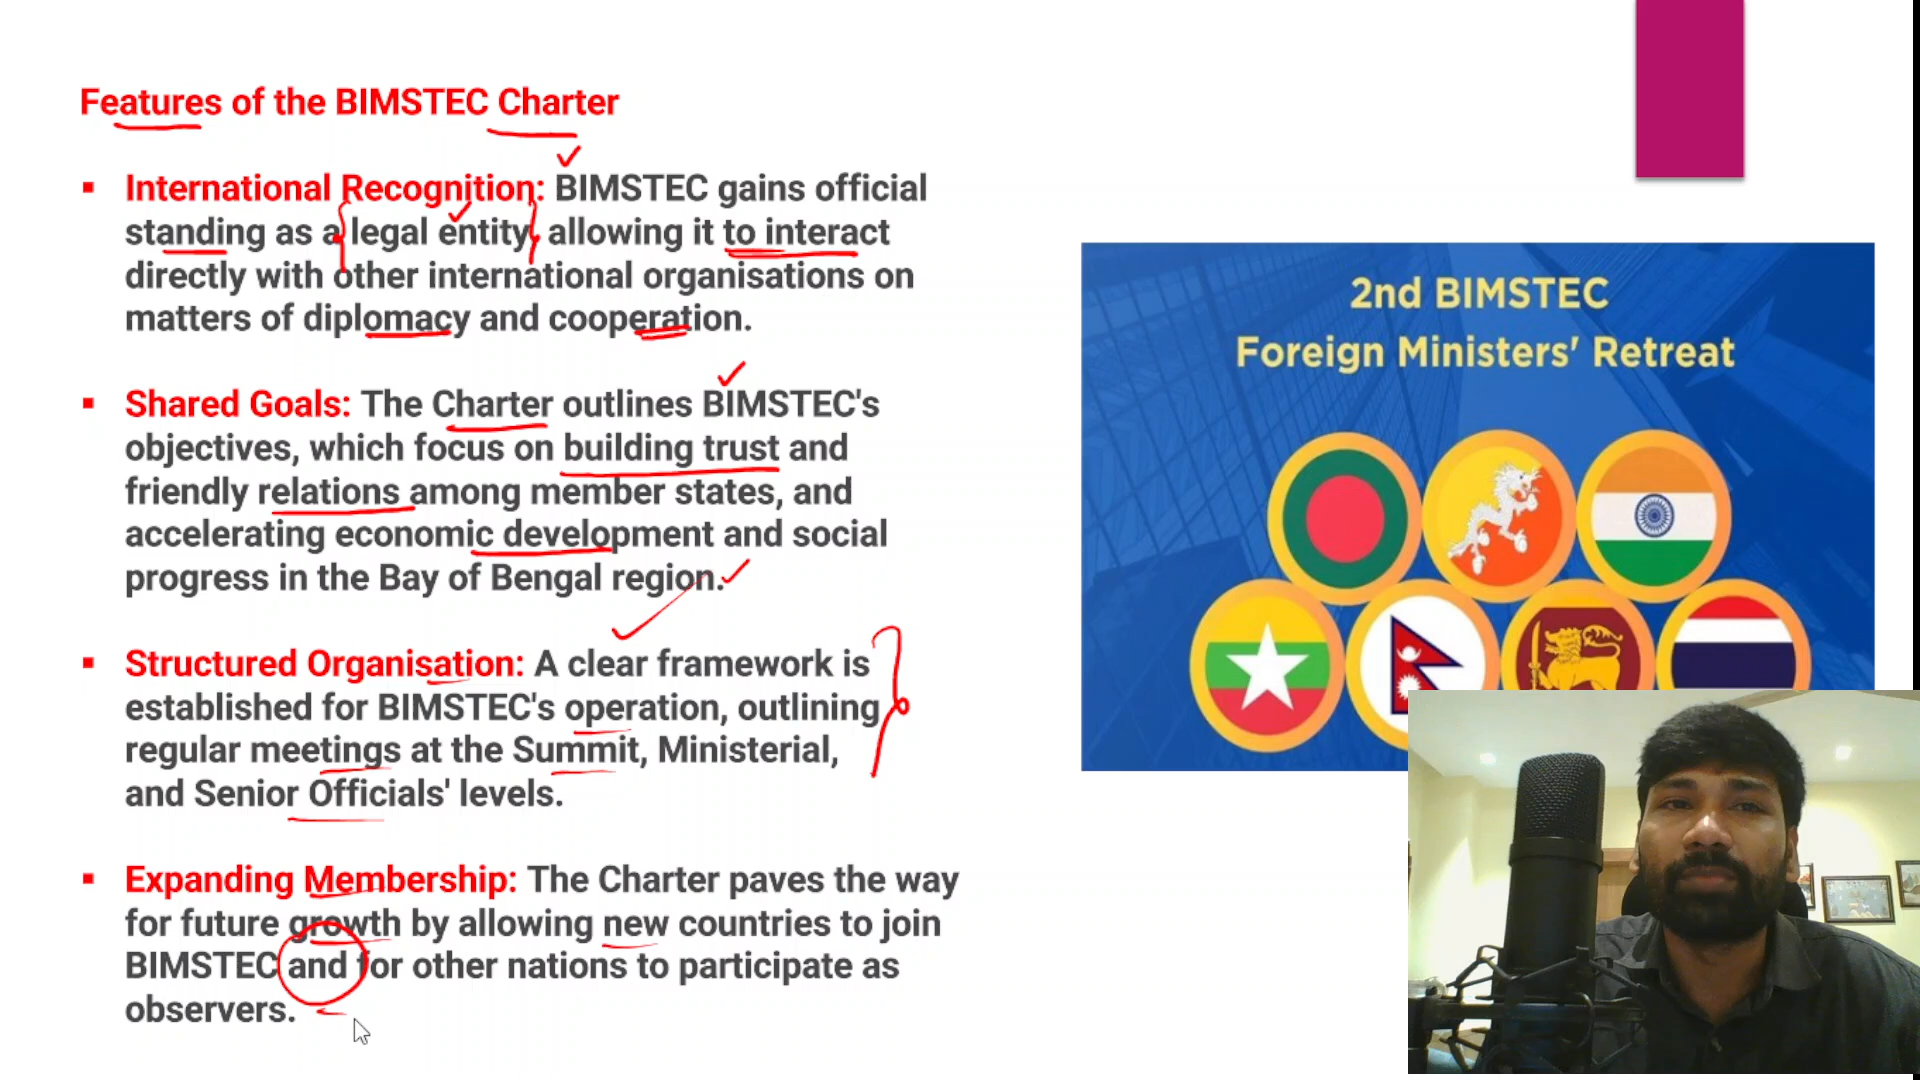 Features of the BIMSTEC Charter
▪ International Recognition: BIMSTEC gains official
standing as a legal entity, allowing it to interact
directly with other international organisations on
matters of diplomacy and cooperation.
▪ Shared Goals: The Charter outlines BIMSTEC's
objectives, which focus on building trust and
friendly relations among member states, and
accelerating economic development and social
progress in the Bay of Bengal region.
▪ Structured Organisation: A clear framework is
established for BIMSTEC's operation, outlining
regular meetings at the Summit, Ministerial,
and Senior Officials' levels.
▪ Expanding Membership: The Charter paves the way
for future growth by allowing new countries to join
BIMSTEC and for other nations to participate as
observers.
2nd BIMSTEC
Foreign Ministers' Retreat